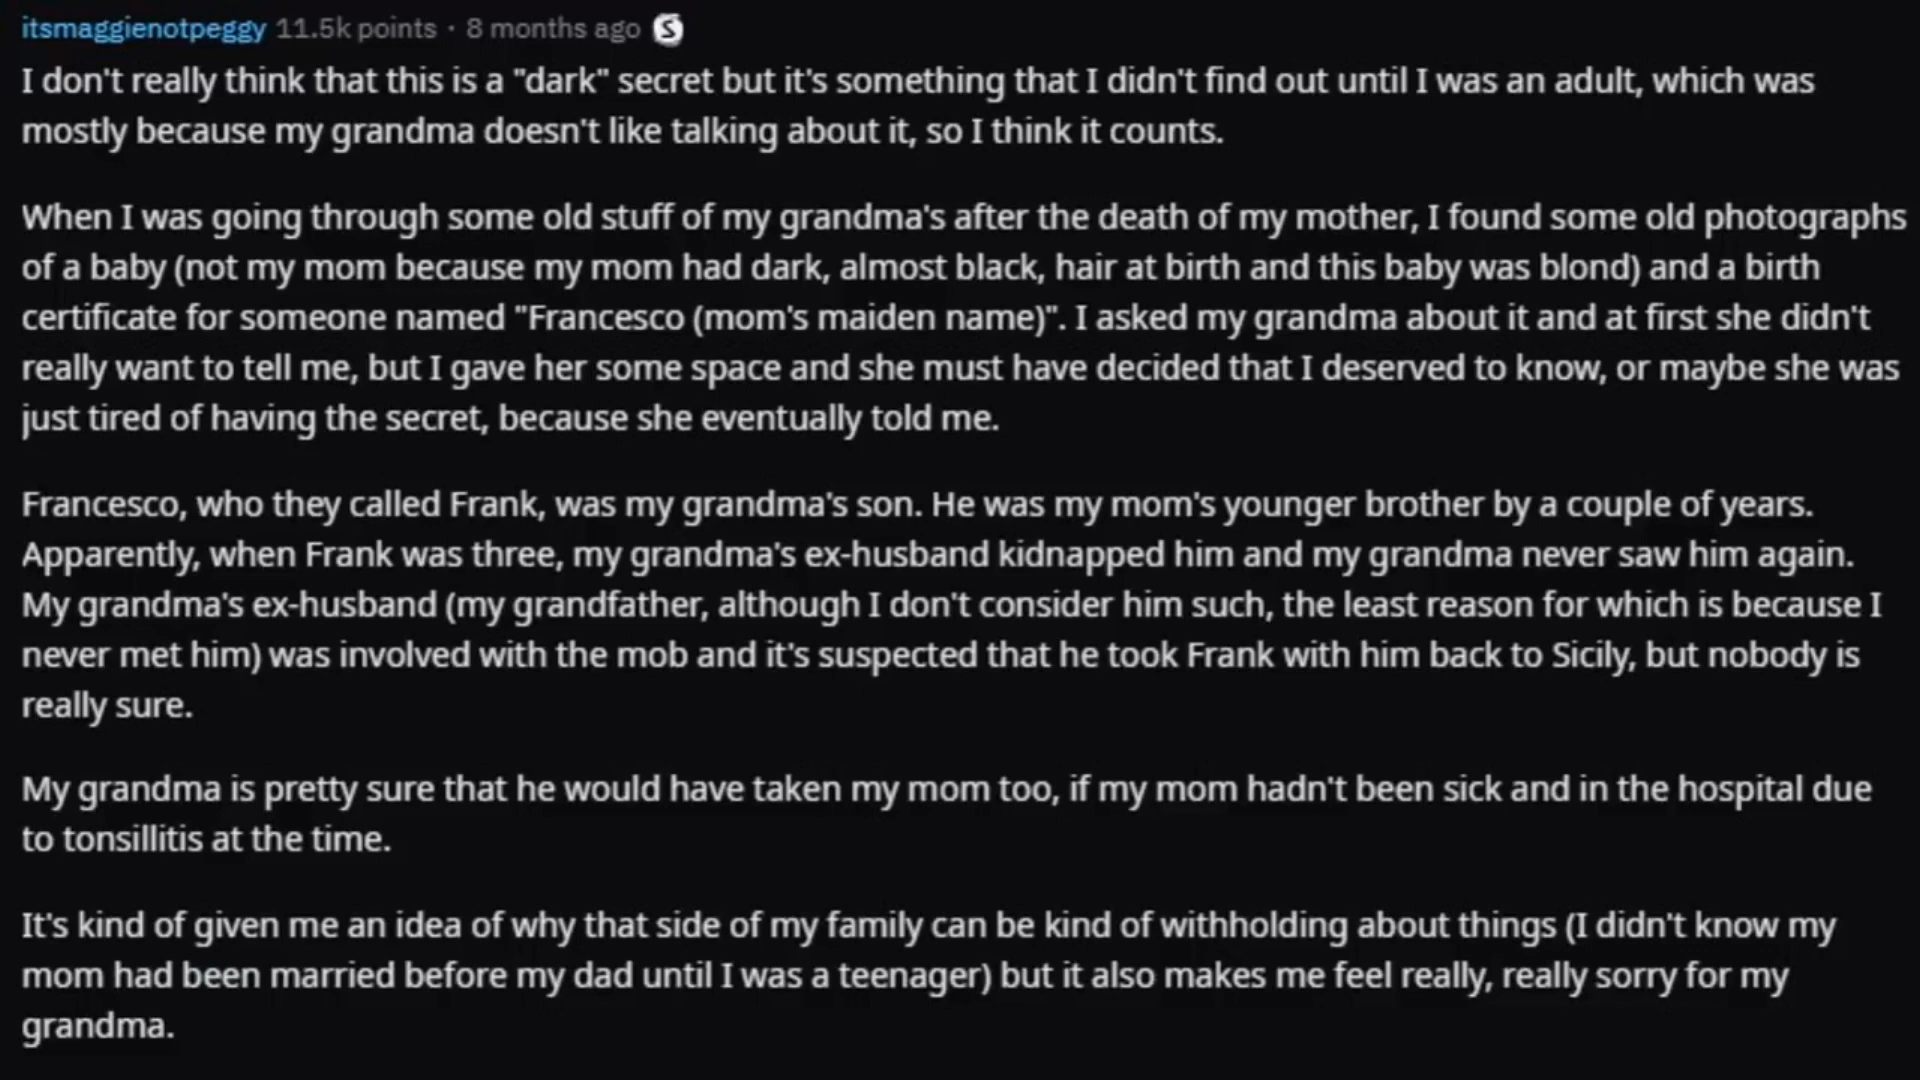 itsmaggienotpeggy 11.5k points · 8 months ago S
I don't really think that this is a "dark" secret but it's something that I didn't find out until I was an adult, which was
mostly because my grandma doesn't like talking about it, so I think it counts.
When I was going through some old stuff of my grandma's after the death of my mother, I found some old photographs
of a baby (not my mom because my mom had dark, almost black, hair at birth and this baby was blond) and a birth
certificate for someone named "Francesco (mom's maiden name)". I asked my grandma about it and at first she didn't
really want to tell me, but I gave her some space and she must have decided that I deserved to know, or maybe she was
just tired of having the secret, because she eventually told me.
Francesco, who they called Frank, was my grandma's son. He was my mom's younger brother by a couple of years.
Apparently, when Frank was three, my grandma's ex-husband kidnapped him and my grandma never saw him again.
My grandma's ex-husband (my grandfather, although I don't consider him such, the least reason for which is because I
never met him) was involved with the mob and it's suspected that he took Frank with him back to Sicily, but nobody is
really sure.
My grandma is pretty sure that he would have taken my mom too, if my mom hadn't been sick and in the hospital due
to tonsillitis at the time.
It's kind of given me an idea of why that side of my family can be kind of withholding about things (I didn't know my
mom had been married before my dad until I was a teenager) but it also makes me feel really, really sorry for my
grandma.